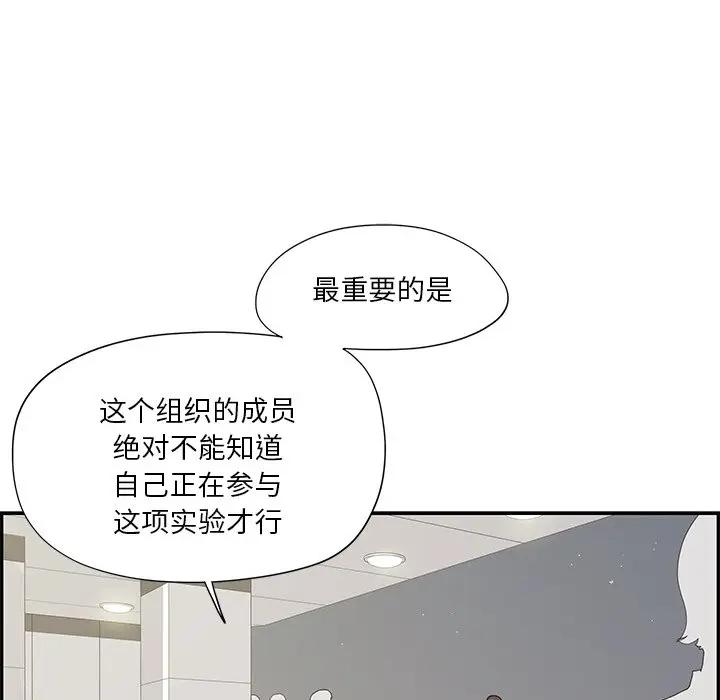 最重要的是
这个组织的成员
绝对不能知道
自己正在参与
这项实验才行